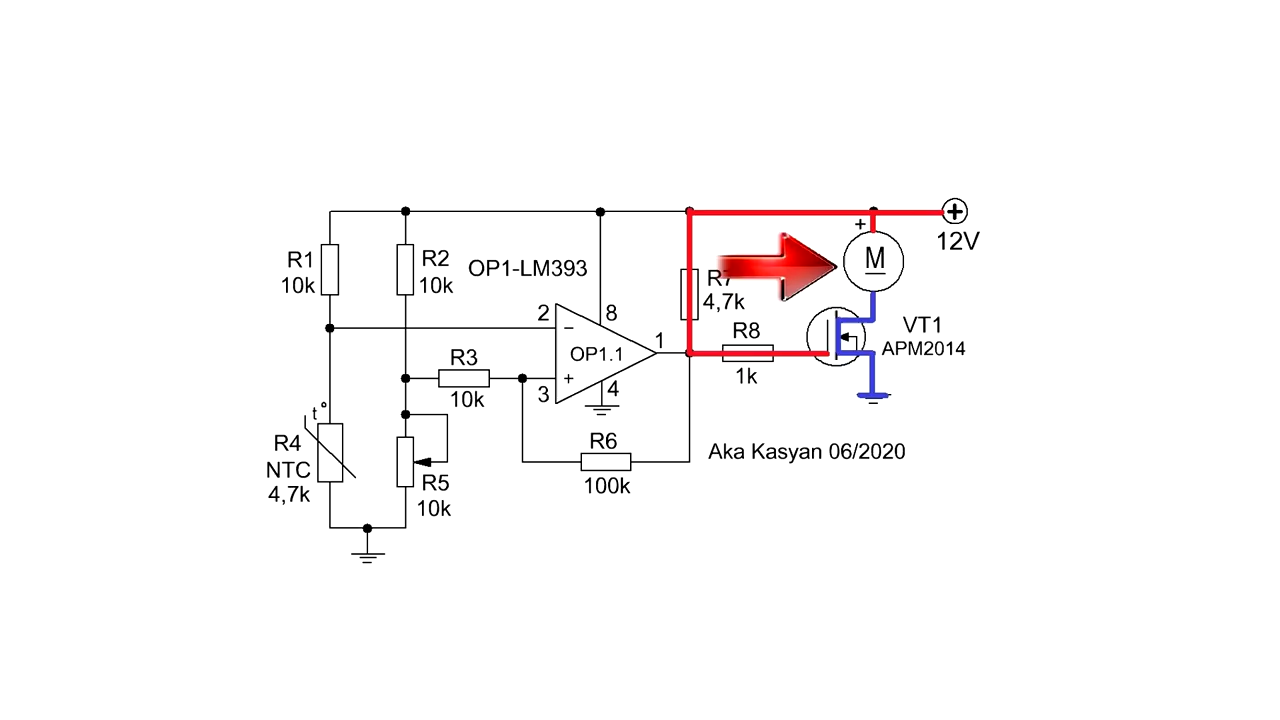 R1
10k
R2
10k
OP1-LM393
R7
4,7k
+
M
12V
2
8
–
OP1.1
1
+
3
4
R3
10k
R8
1k
VT1
APM2014
t°
R4
NTC
4,7k
R5
10k
R6
100k
Aka Kasyan 06/2020